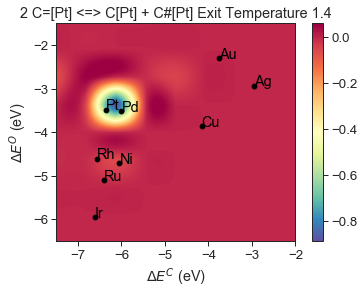 2 C=[Pt] <=> C[Pt] + C#[Pt] Exit Temperature 1.4
−2
−3
−4
−5
−6
ΔE^O (eV)
Au
Ag
Pt
Pd
Cu
Rh
Ni
Ru
Ir
−7
−6
−5
−4
−3
−2
ΔE^C (eV)
0.0
−0.2
−0.4
−0.6
−0.8